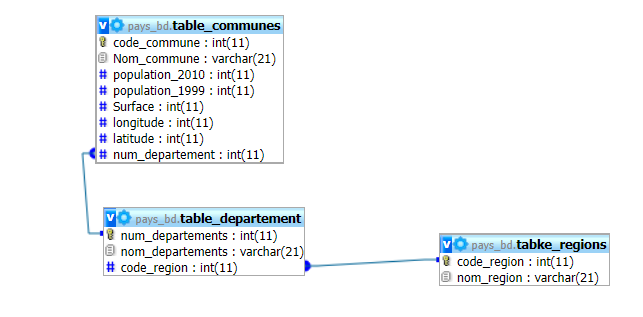 pays_bd.table_communes
code_commune : int(11)
Nom_commune : varchar(21)
# population_2010 : int(11)
# population_1999 : int(11)
# Surface : int(11)
# longitude : int(11)
# latitude : int(11)
# num_departement : int(11)
pays_bd.table_departement
num_departements : int(11)
nom_departements : varchar(21)
# code_region : int(11)
pays_bd.tabke_regions
code_region : int(11)
nom_region : varchar(21)